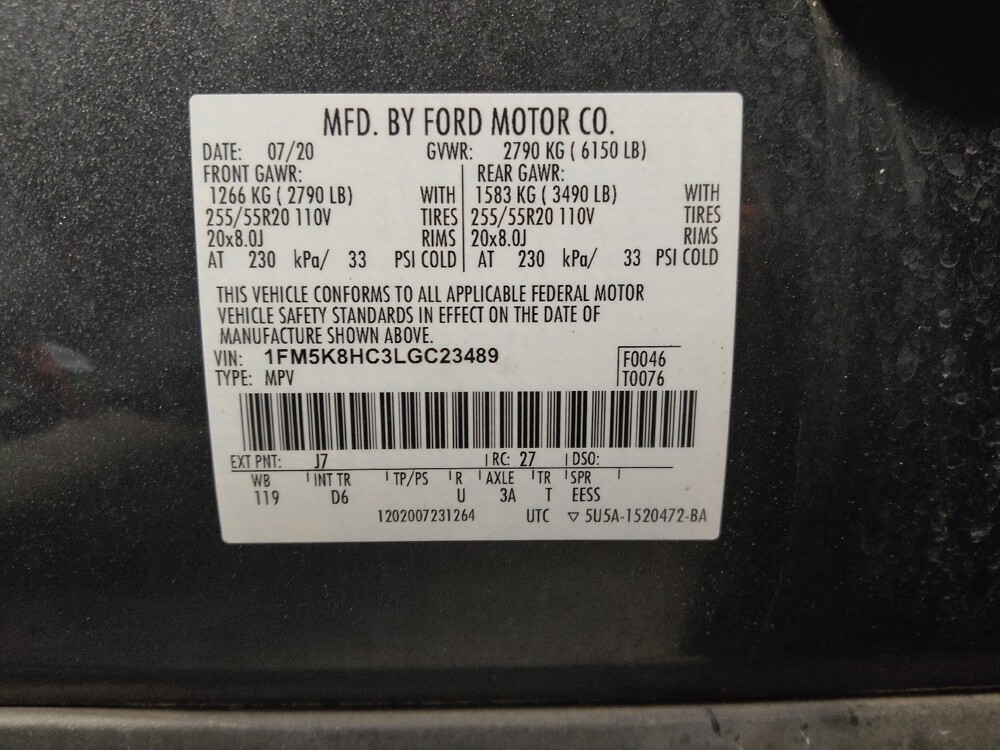 MFD. BY FORD MOTOR CO.
DATE: 07/20 GVWR: 2790 KG ( 6150 LB)
FRONT GAWR: REAR GAWR:
1266 KG ( 2790 LB) WITH 1583 KG ( 3490 LB) WITH
255/55R20 110V TIRES 255/55R20 110V TIRES
20x8.0J RIMS 20x8.0J RIMS
AT 230 kPa/ 33 PSI COLD AT 230 kPa/ 33 PSI COLD
THIS VEHICLE CONFORMS TO ALL APPLICABLE FEDERAL MOTOR
VEHICLE SAFETY STANDARDS IN EFFECT ON THE DATE OF
MANUFACTURE SHOWN ABOVE.
VIN: 1FM5K8HC3LGC23489 F0046
TYPE: MPV T0076
EXT PNT: J7 RC: 27 DSO:
WB INT TR TP/PS R AXLE TR SPR
119 D6 U 3A T EESS
1202007231264 UTC ▽ 5U5A-1520472-BA